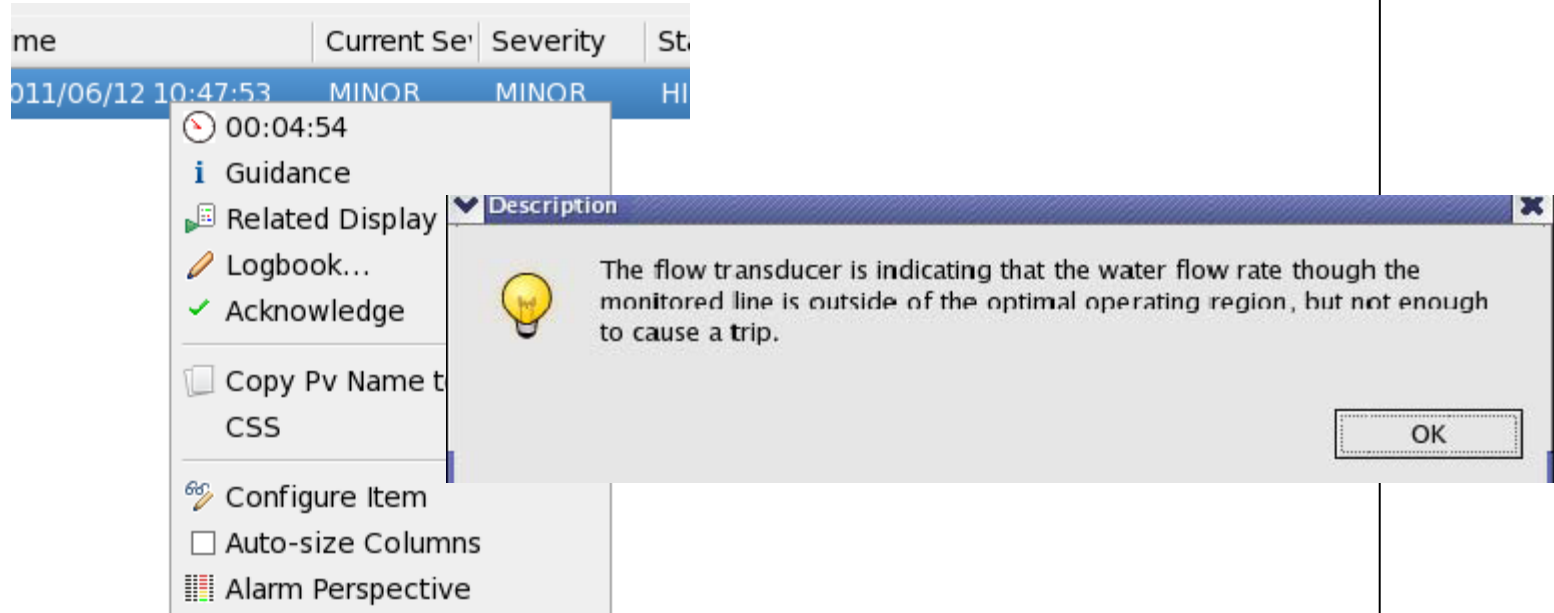 me Current Se Severity St
011/06/12 10:47:53 MINOR MINOR HI
00:04:54
Guidance
Related Display
Logbook...
Acknowledge
Copy Pv Name t
CSS
Configure Item
Auto-size Columns
Alarm Perspective
Description
The flow transducer is indicating that the water flow rate though the
monitored line is outside of the optimal operating region, but not enough
to cause a trip.
OK